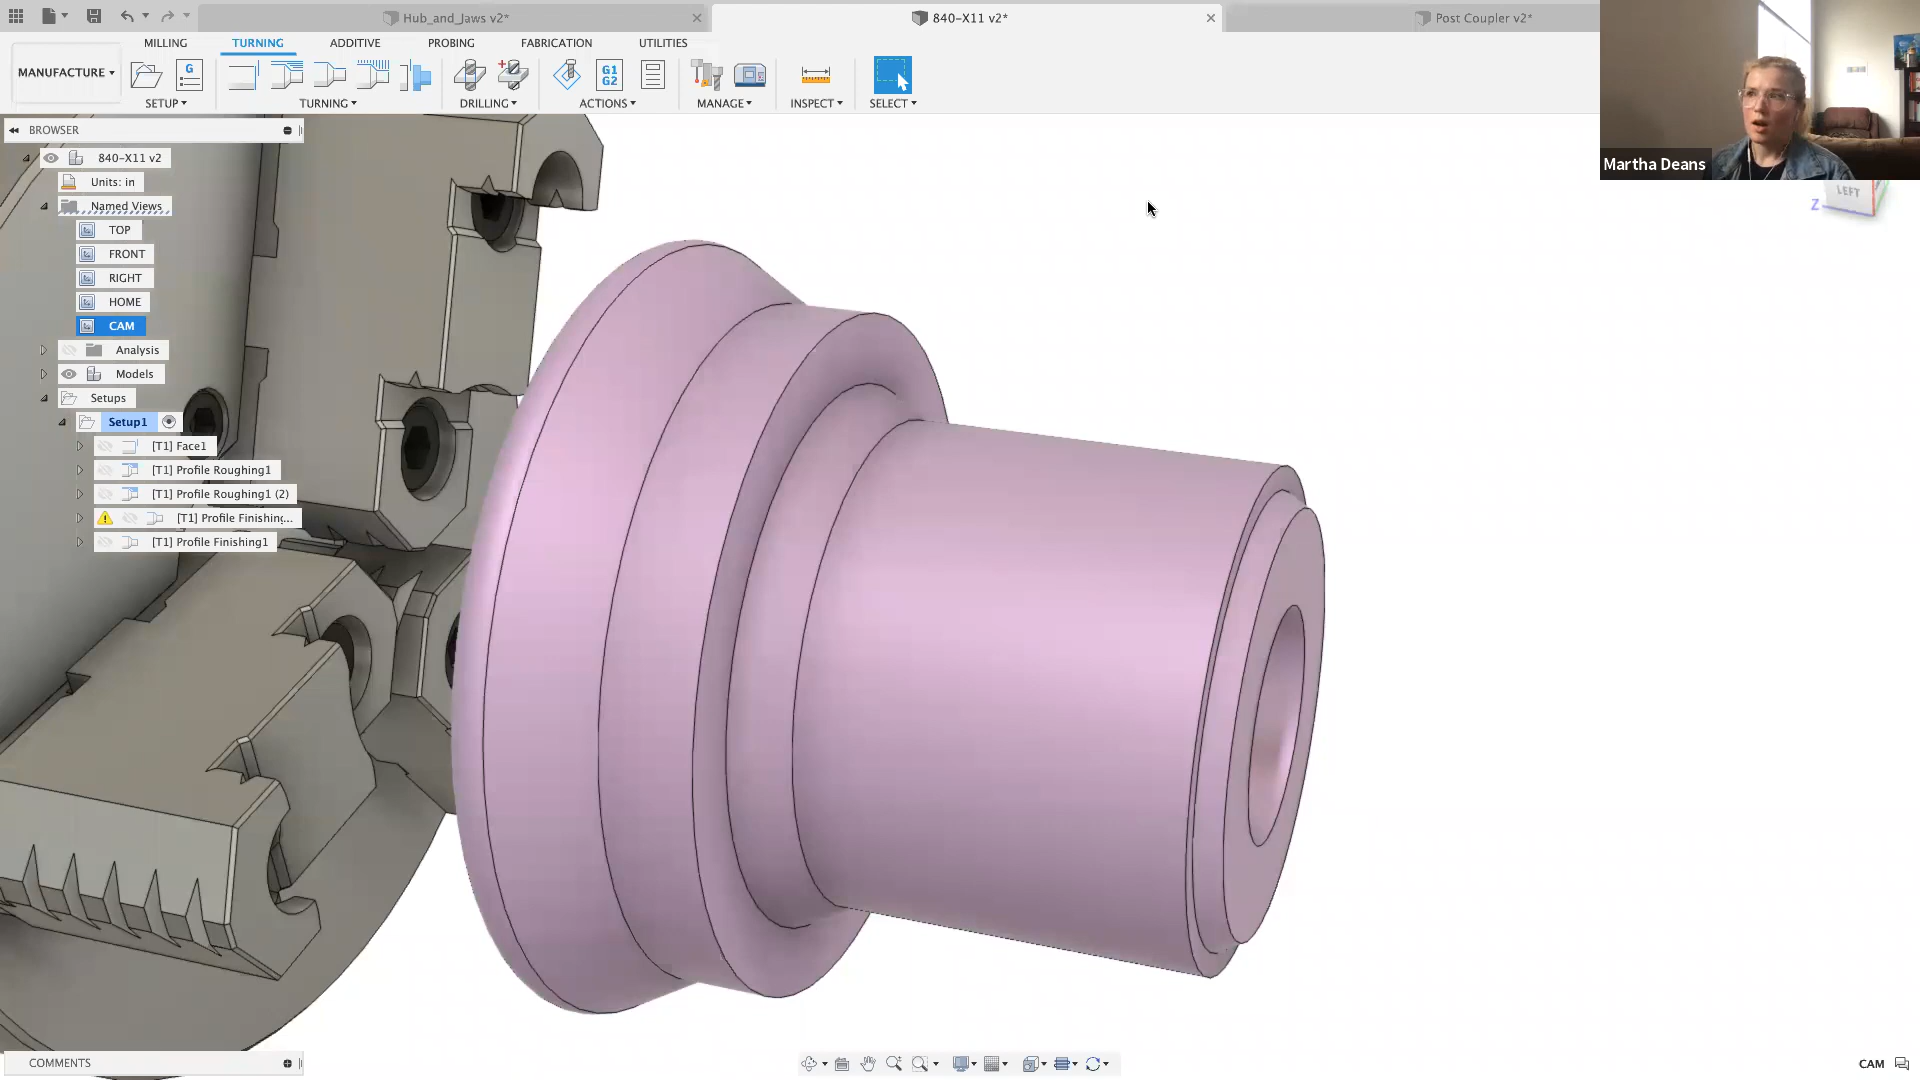 Hub_and_Jaws v2*
840-X11 v2*
Post Coupler v2*
MILLING
TURNING
ADDITIVE
PROBING
FABRICATION
UTILITIES
MANUFACTURE
G
G1
G2
SETUP
TURNING
DRILLING
ACTIONS
MANAGE
INSPECT
SELECT
Martha Deans
LEFT
Z
BROWSER
840-X11 v2
Units: in
Named Views
TOP
FRONT
RIGHT
HOME
CAM
Analysis
Models
Setups
Setup1
[T1] Face1
[T1] Profile Roughing1
[T1] Profile Roughing1 (2)
[T1] Profile Finishing...
[T1] Profile Finishing1
COMMENTS
CAM